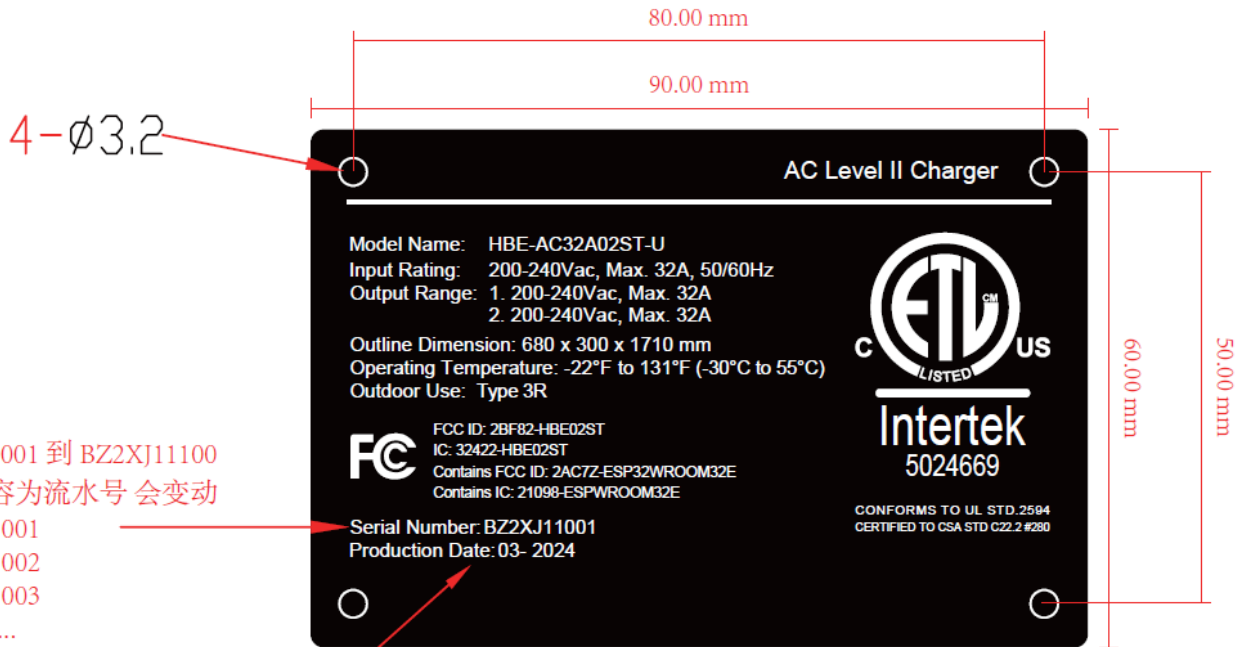 80.00 mm
90.00 mm
4-Ø3.2
AC Level II Charger
Model Name: HBE-AC32A02ST-U
Input Rating: 200-240Vac, Max. 32A, 50/60Hz
Output Range: 1. 200-240Vac, Max. 32A
2. 200-240Vac, Max. 32A
Outline Dimension: 680 x 300 x 1710 mm
Operating Temperature: -22°F to 131°F (-30°C to 55°C)
Outdoor Use: Type 3R
ETL CM
C US
LISTED
Intertek
5024669
60.00 mm
50.00 mm
FC
FCC ID: 2BF82-HBE02ST
IC: 32422-HBE02ST
Contains FCC ID: 2AC7Z-ESP32WROOM32E
Contains IC: 21098-ESPWROOM32E
CONFORMS TO UL STD.2594
CERTIFIED TO CSA STD C22.2 #280
Serial Number: BZ2XJ11001
Production Date: 03- 2024
001 到 BZ2XJ11100
容为流水号 会变动
001
002
003
...